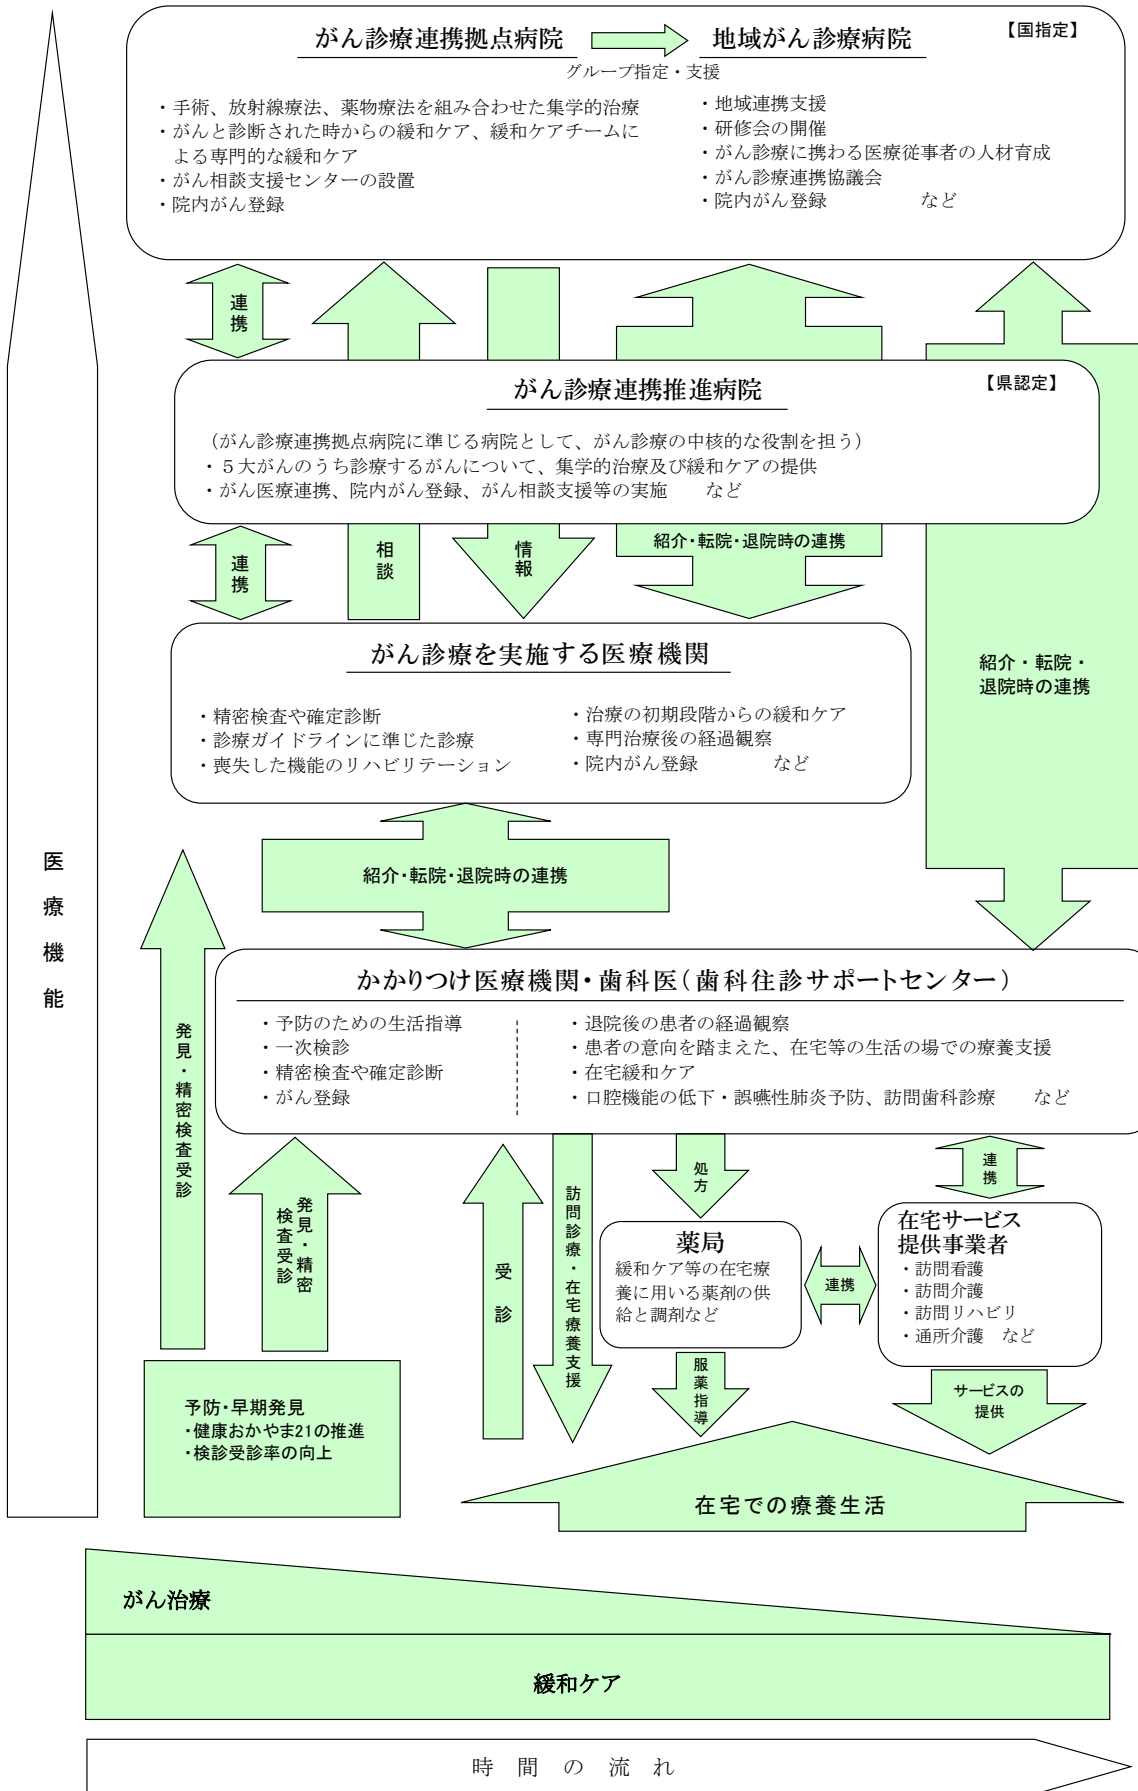 がん診療連携拠点病院
地域がん診療病院
【国指定】
グループ指定・支援
・手術、放射線療法、薬物療法を組み合わせた集学的治療
・がんと診断された時からの緩和ケア、緩和ケアチームに
よる専門的な緩和ケア
・がん相談支援センターの設置
・院内がん登録
・地域連携支援
・研修会の開催
・がん診療に携わる医療従事者の人材育成
・がん診療連携協議会
・院内がん登録　　　　　など
連携
がん診療連携推進病院
【県認定】
（がん診療連携拠点病院に準じる病院として、がん診療の中核的な役割を担う）
・５大がんのうち診療するがんについて、集学的治療及び緩和ケアの提供
・がん医療連携、院内がん登録、がん相談支援等の実施　　など
連携
相談
情報
紹介・転院・退院時の連携
紹介・転院・
退院時の連携
がん診療を実施する医療機関
・精密検査や確定診断
・診療ガイドラインに準じた診療
・喪失した機能のリハビリテーション
・治療の初期段階からの緩和ケア
・専門治療後の経過観察
・院内がん登録　　　　など
紹介・転院・退院時の連携
医療機能
かかりつけ医療機関・歯科医（歯科往診サポートセンター）
・予防のための生活指導
・一次検診
・精密検査や確定診断
・がん登録
・退院後の患者の経過観察
・患者の意向を踏まえた、在宅等の生活の場での療養支援
・在宅緩和ケア
・口腔機能の低下・誤嚥性肺炎予防、訪問歯科診療　　など
発見・精密検査受診
発見・精密
検査受診
受診
訪問診療・在宅療養支援
処方
連携
薬局
緩和ケア等の在宅療
養に用いる薬剤の供
給と調剤など
連携
在宅サービス
提供事業者
・訪問看護
・訪問介護
・訪問リハビリ
・通所介護　など
服薬指導
サービスの
提供
予防・早期発見
・健康おかやま21の推進
・検診受診率の向上
在宅での療養生活
がん治療
緩和ケア
時間の流れ